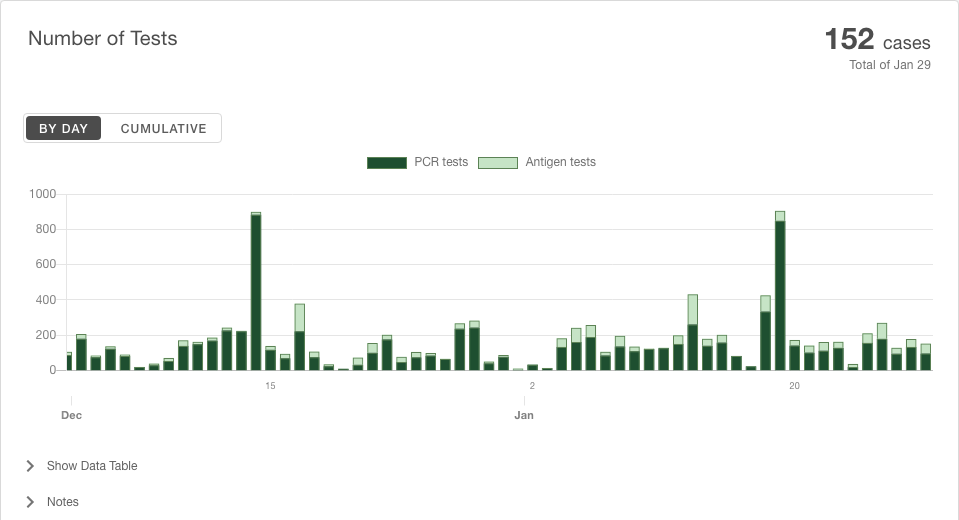 Number of Tests
152 cases
Total of Jan 29
BY DAY CUMULATIVE
PCR tests Antigen tests
1000
800
600
400
200
0
15 2 20
Dec Jan
Show Data Table
Notes